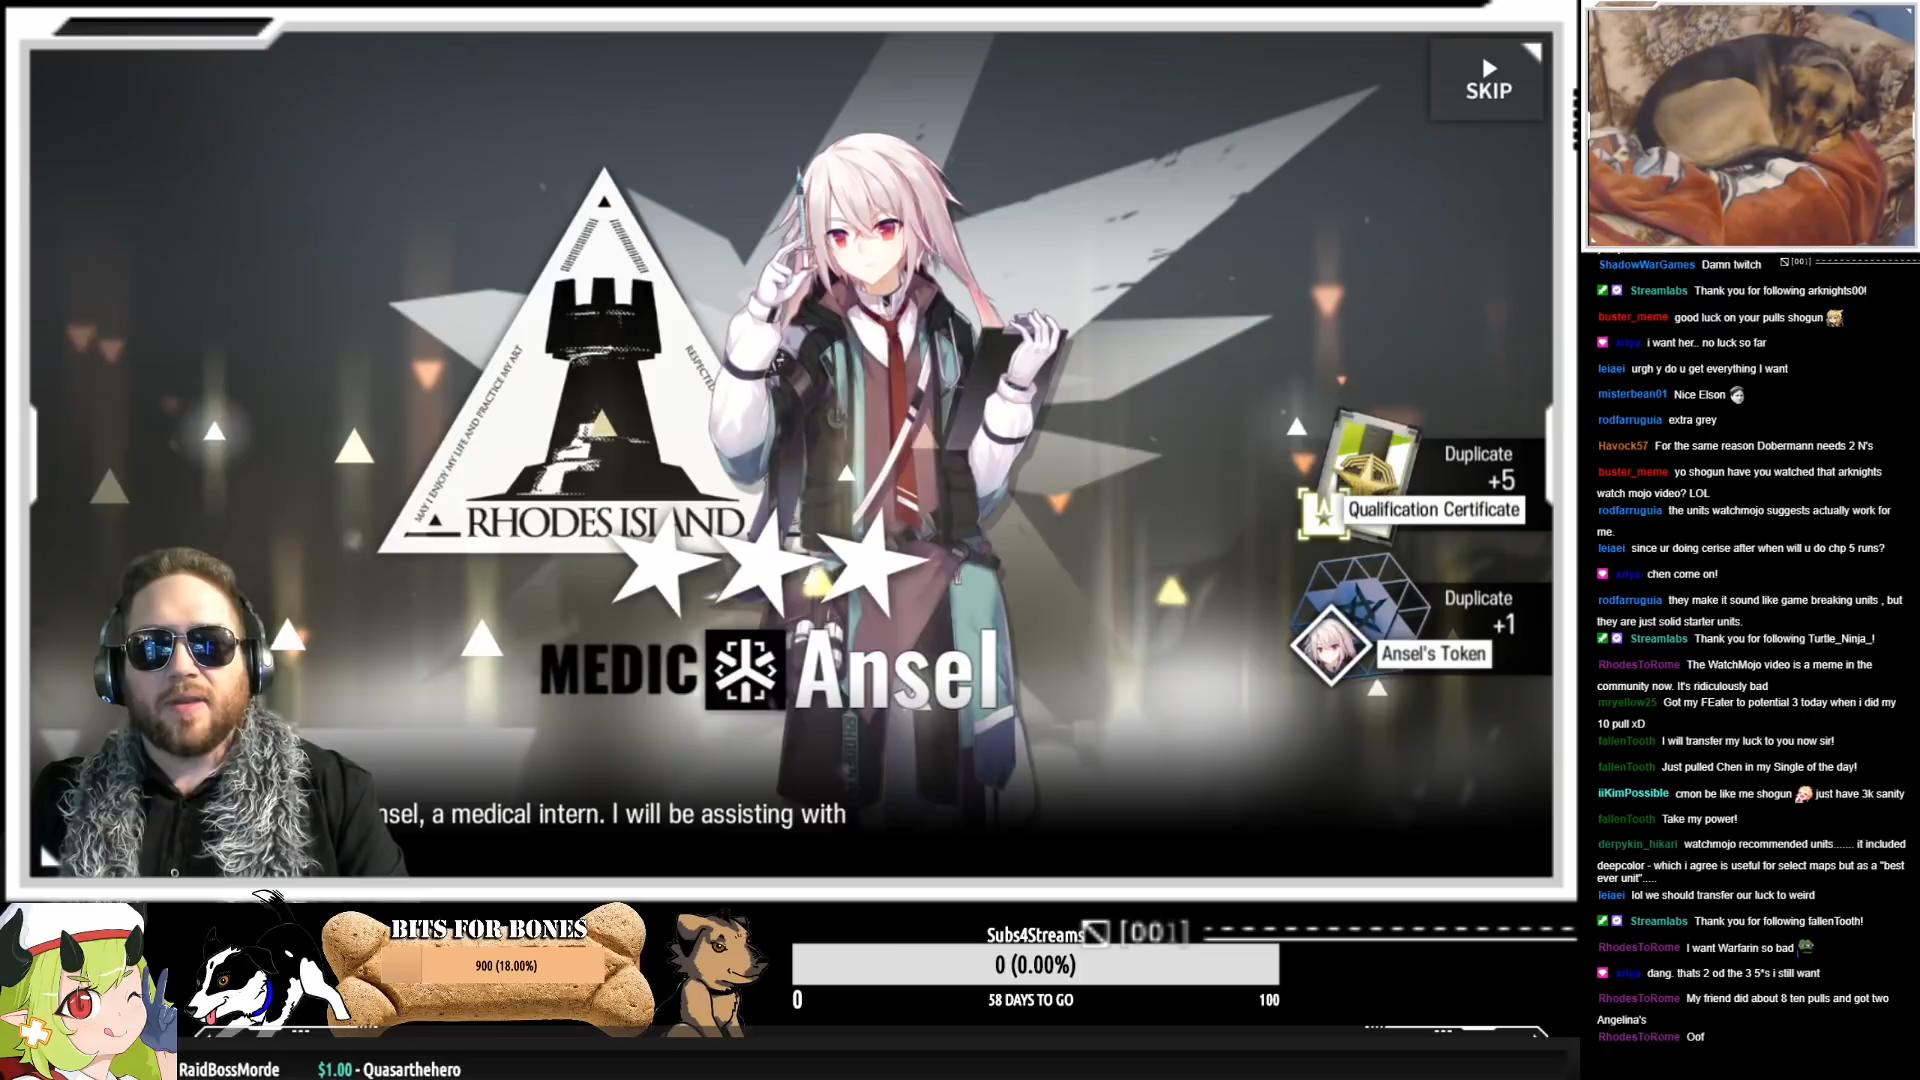 SKIP
MAY I ENJOY MY LIFE AND PRACTICE MY ART
RESPECTED
RHODES ISLAND
MEDIC
Ansel
Duplicate
+5
Qualification Certificate
Duplicate
+1
Ansel's Token
nsel, a medical intern. I will be assisting with
ShadowWarGames Damn twitch
[001]
Streamlabs Thank you for following arknights00!
buster_meme good luck on your pulls shogun
i want her.. no luck so far
leiaei urgh y do u get everything I want
misterbean01 Nice Elson
rodfarruguia extra grey
Havock57 For the same reason Dobermann needs 2 N's
buster_meme yo shogun have you watched that arknights
watch mojo video? LOL
rodfarruguia the units watchmojo suggests actually work for
me.
leiaei since ur doing cerise after when will u do chp 5 runs?
chen come on!
rodfarruguia they make it sound like game breaking units , but
they are just solid starter units.
Streamlabs Thank you for following Turtle_Ninja_!
RhodesToRome The WatchMojo video is a meme in the
community now. It's ridiculously bad
mryellow25 Got my FEater to potential 3 today when i did my
10 pull xD
fallenTooth I will transfer my luck to you now sir!
fallenTooth Just pulled Chen in my Single of the day!
iiKimPossible cmon be like me shogun just have 3k sanity
fallenTooth Take my power!
derpykin_hikari watchmojo recommended units....... it included
deepcolor - which i agree is useful for select maps but as a "best
ever unit".....
leiaei lol we should transfer our luck to weird
Streamlabs Thank you for following fallenTooth!
RhodesToRome I want Warfarin so bad
dang. thats 2 od the 3 5*s i still want
RhodesToRome My friend did about 8 ten pulls and got two
Angelina's
RhodesToRome Oof
BITS FOR BONES
900 (18.00%)
Subs4Streams
[001]
0 (0.00%)
0
58 DAYS TO GO
100
RaidBossMorde
$1.00 - Quasarthehero